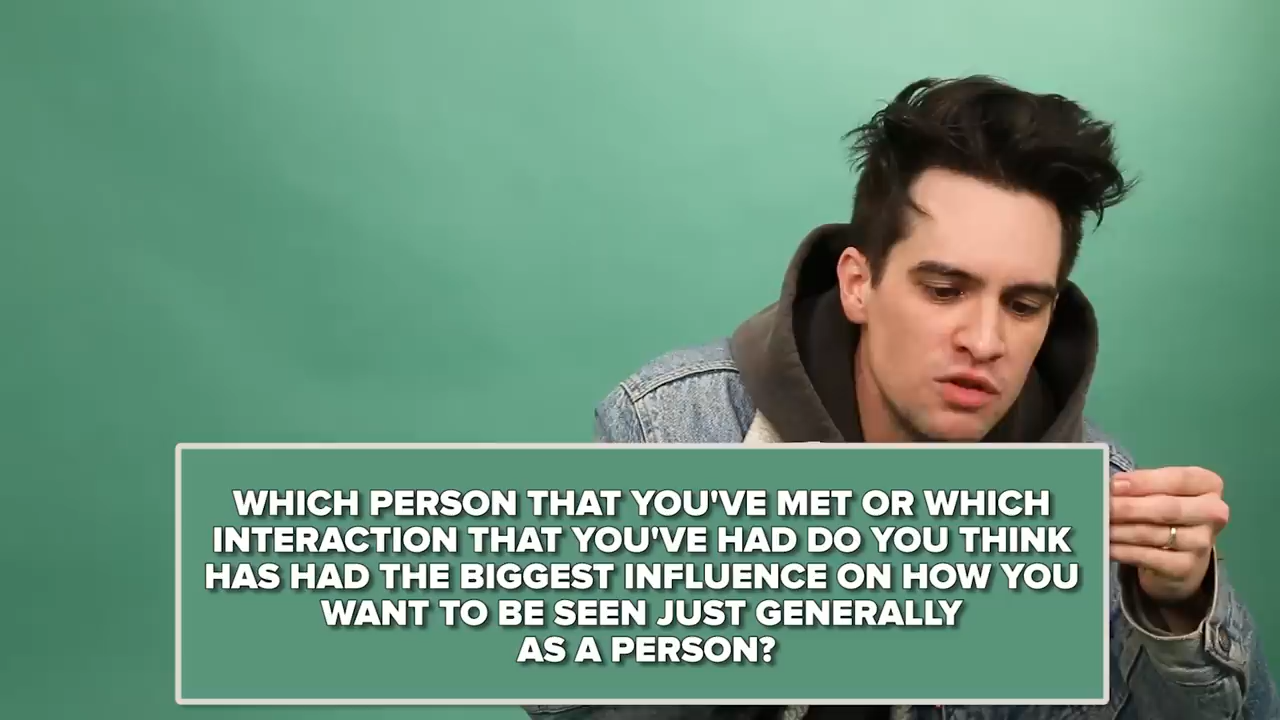 WHICH PERSON THAT YOU'VE MET OR WHICH
INTERACTION THAT YOU'VE HAD DO YOU THINK
HAS HAD THE BIGGEST INFLUENCE ON HOW YOU
WANT TO BE SEEN JUST GENERALLY
AS A PERSON?